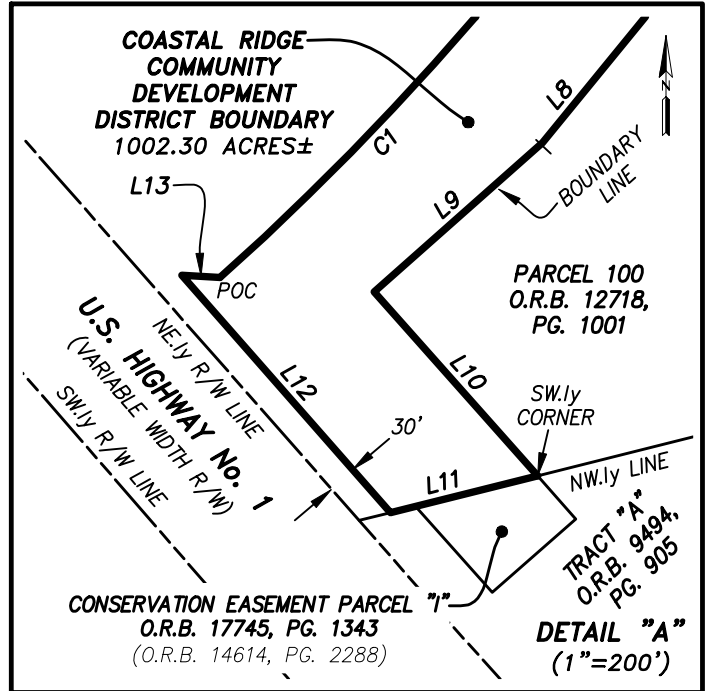 COASTAL RIDGE
COMMUNITY
DEVELOPMENT
DISTRICT BOUNDARY
1002.30 ACRES±
C1
L8
N
L13
L9
BOUNDARY
LINE
POC
PARCEL 100
O.R.B. 12718,
PG. 1001
U.S. HIGHWAY No. 1
(VARIABLE WIDTH R/W)
NE.ly R/W LINE
SW.ly R/W LINE
L12
L10
30'
SW.ly
CORNER
L11
NW.ly LINE
TRACT "A"
O.R.B. 9494,
PG. 905
CONSERVATION EASEMENT PARCEL "I"
O.R.B. 17745, PG. 1343
(O.R.B. 14614, PG. 2288)
DETAIL "A"
(1"=200')